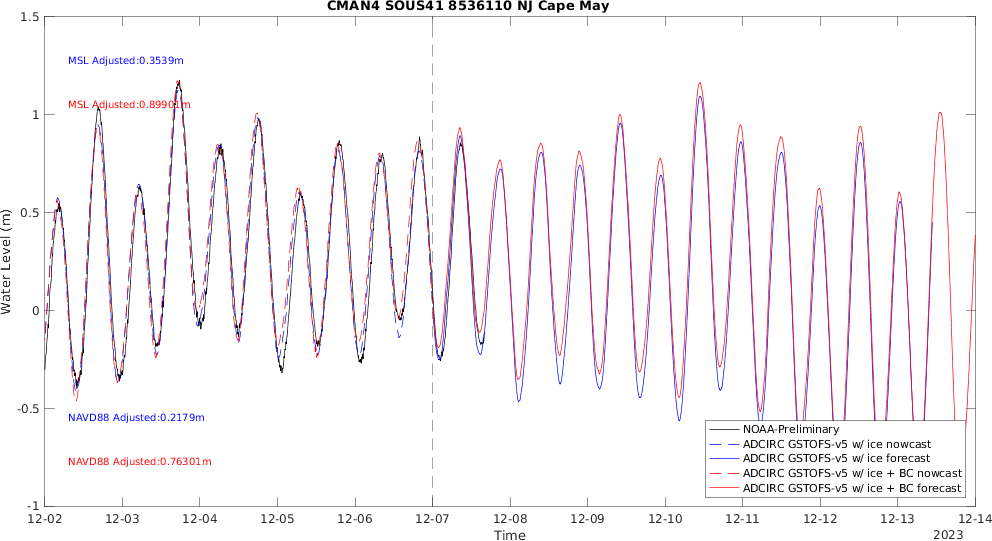 CMAN4 SOUS41 8536110 NJ Cape May
1.5
1
0.5
0
-0.5
-1
Water Level (m)
MSL Adjusted:0.3539m
MSL Adjusted:0.89901m
NAVD88 Adjusted:0.2179m
NAVD88 Adjusted:0.76301m
NOAA-Preliminary
ADCIRC GSTOFS-v5 w/ ice nowcast
ADCIRC GSTOFS-v5 w/ ice forecast
ADCIRC GSTOFS-v5 w/ice + BC nowcast
ADCIRC GSTOFS-v5 w/ice + BC forecast
12-02 12-03 12-04 12-05 12-06 12-07 12-08 12-09 12-10 12-11 12-12 12-13 12-14
Time
2023